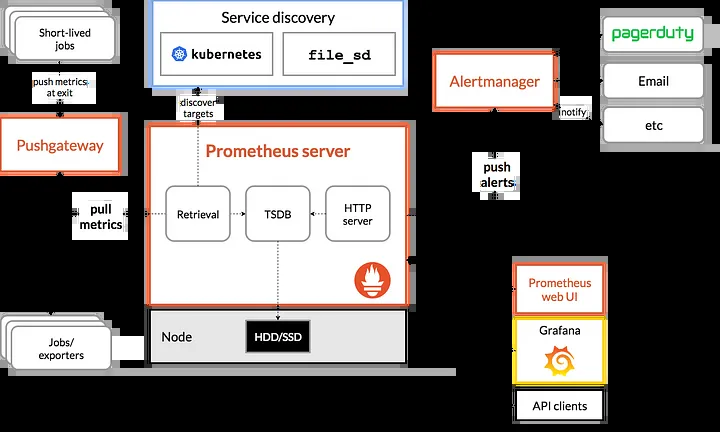 Short-lived
jobs
push metrics
at exit
Pushgateway
pull
metrics
Jobs/
exporters
Service discovery
kubernetes
file_sd
discover
targets
Prometheus server
Retrieval
TSDB
HTTP
server
Node
HDD/SSD
Alertmanager
pagerduty
Email
etc
notify
push
alerts
Prometheus
web UI
Grafana
API clients